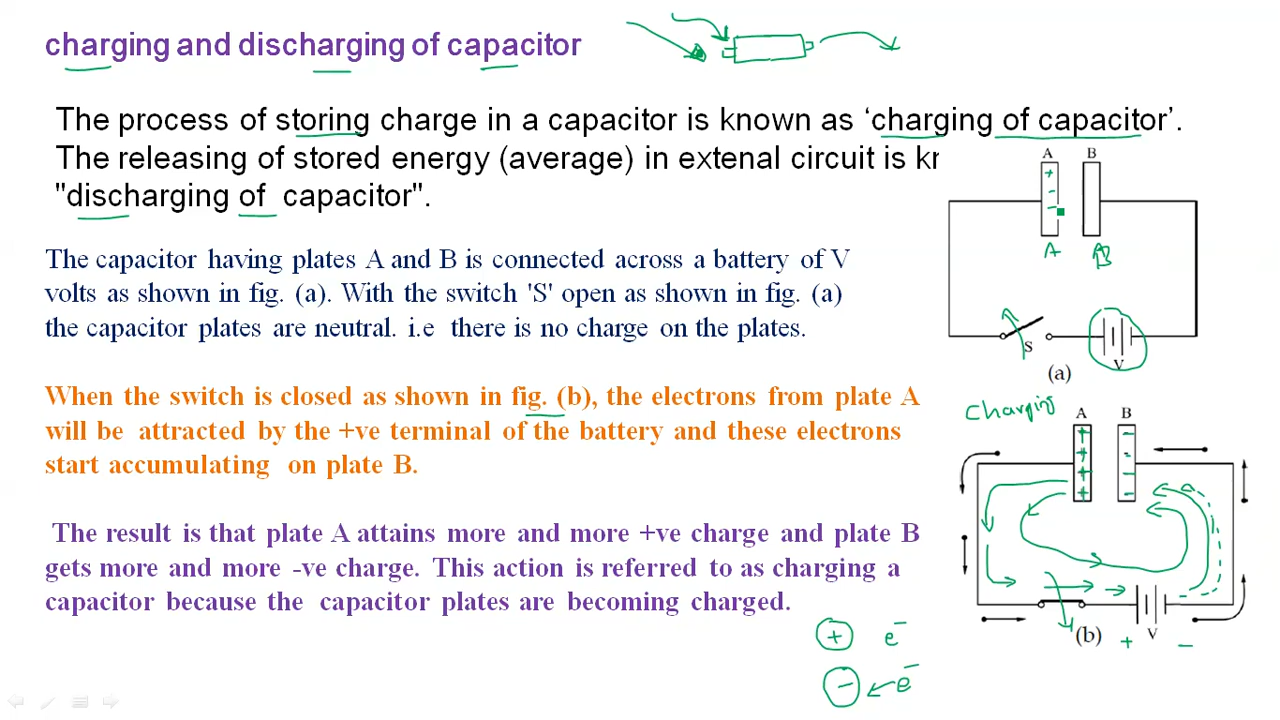 charging and discharging of capacitor
The process of storing charge in a capacitor is known as ‘charging of capacitor’.
The releasing of stored energy (average) in extenal circuit is
"discharging of capacitor".
The capacitor having plates A and B is connected across a battery of V
volts as shown in fig. (a). With the switch 'S' open as shown in fig. (a)
the capacitor plates are neutral. i.e there is no charge on the plates.
When the switch is closed as shown in fig. (b), the electrons from plate A
will be attracted by the +ve terminal of the battery and these electrons
start accumulating on plate B.
The result is that plate A attains more and more +ve charge and plate B
gets more and more -ve charge. This action is referred to as charging a
capacitor because the capacitor plates are becoming charged.
A B
+
-
-
A B
S
V
(a)
Charging
A B
+ -
+ -
+ -
+ -
(b) + V -
+ e-
- e-